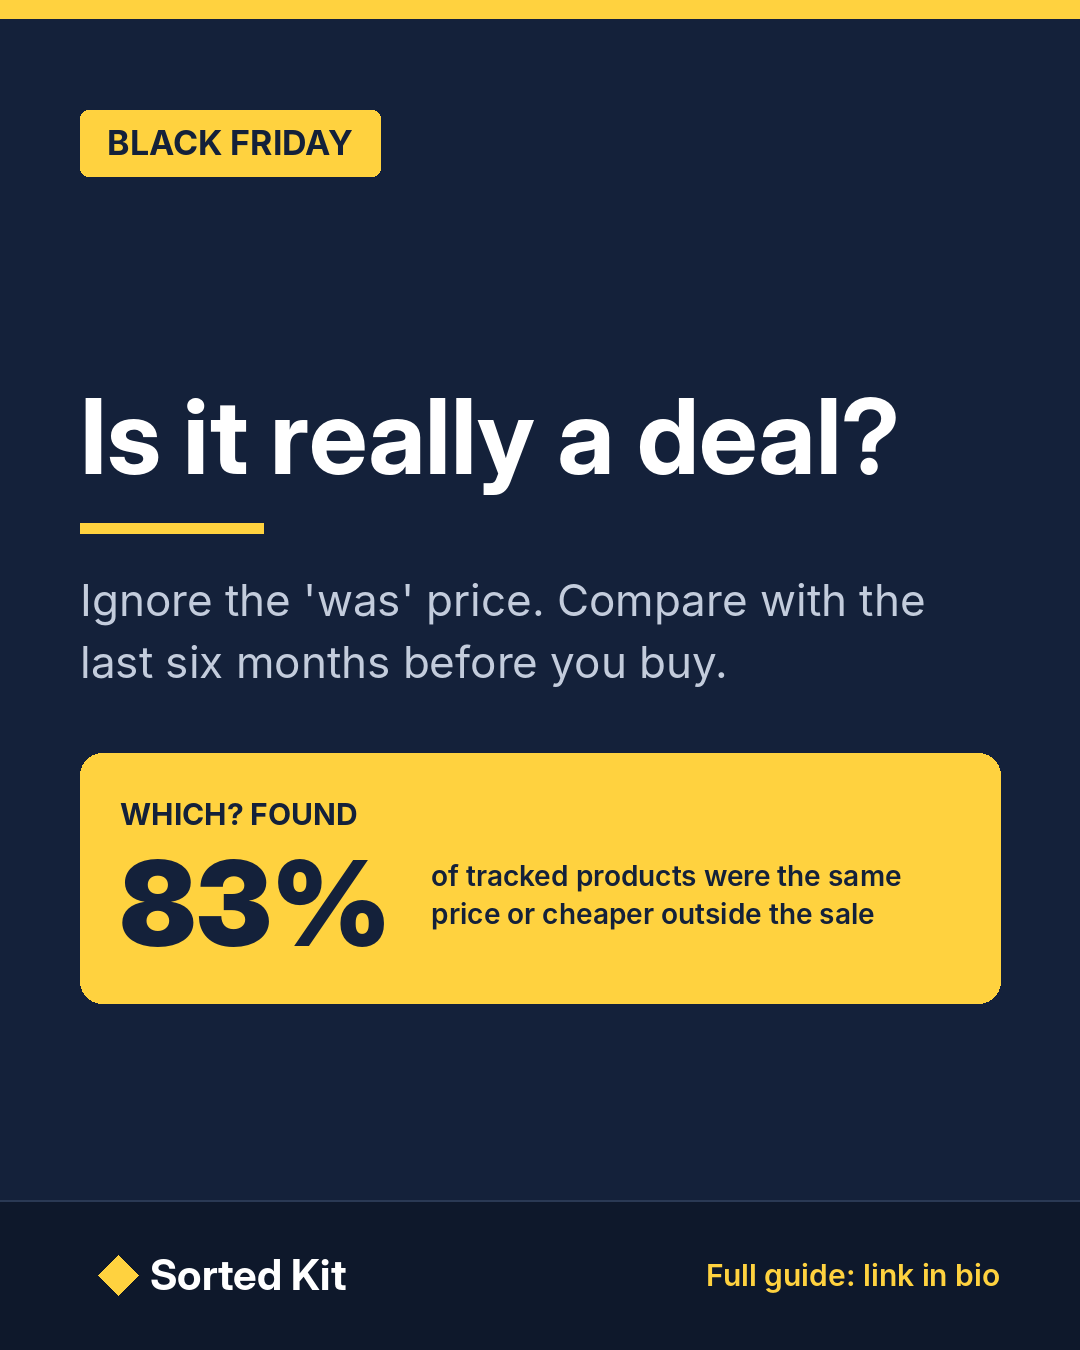 BLACK FRIDAY
Is it really a deal?
Ignore the 'was' price. Compare with the
last six months before you buy.
WHICH? FOUND
83%
of tracked products were the same
price or cheaper outside the sale
Sorted Kit
Full guide: link in bio